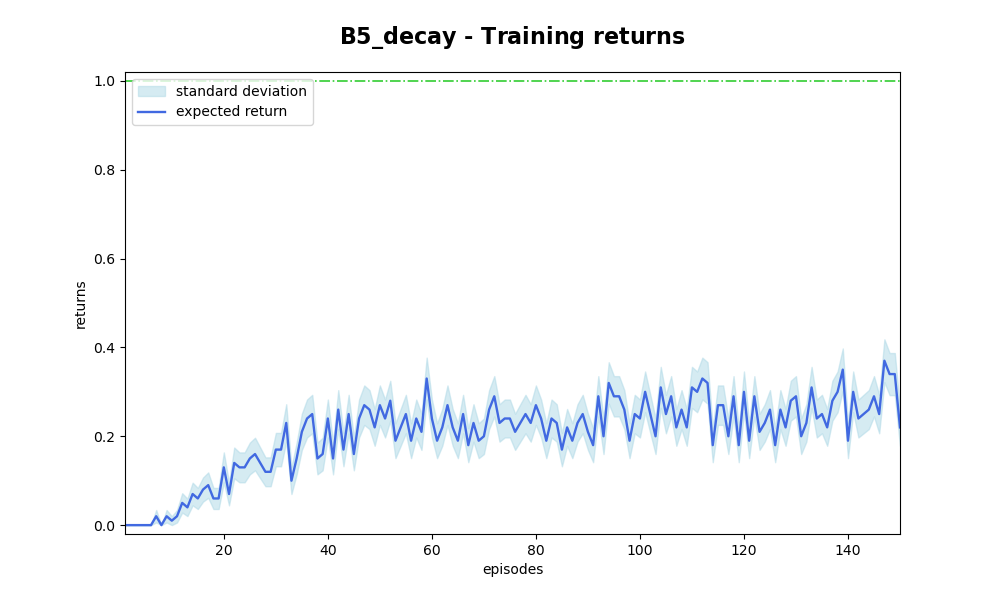 B5_decay - Training returns
1.0
0.8
0.6
0.4
0.2
0.0
returns
standard deviation
expected return
20 40 60 80 100 120 140
episodes